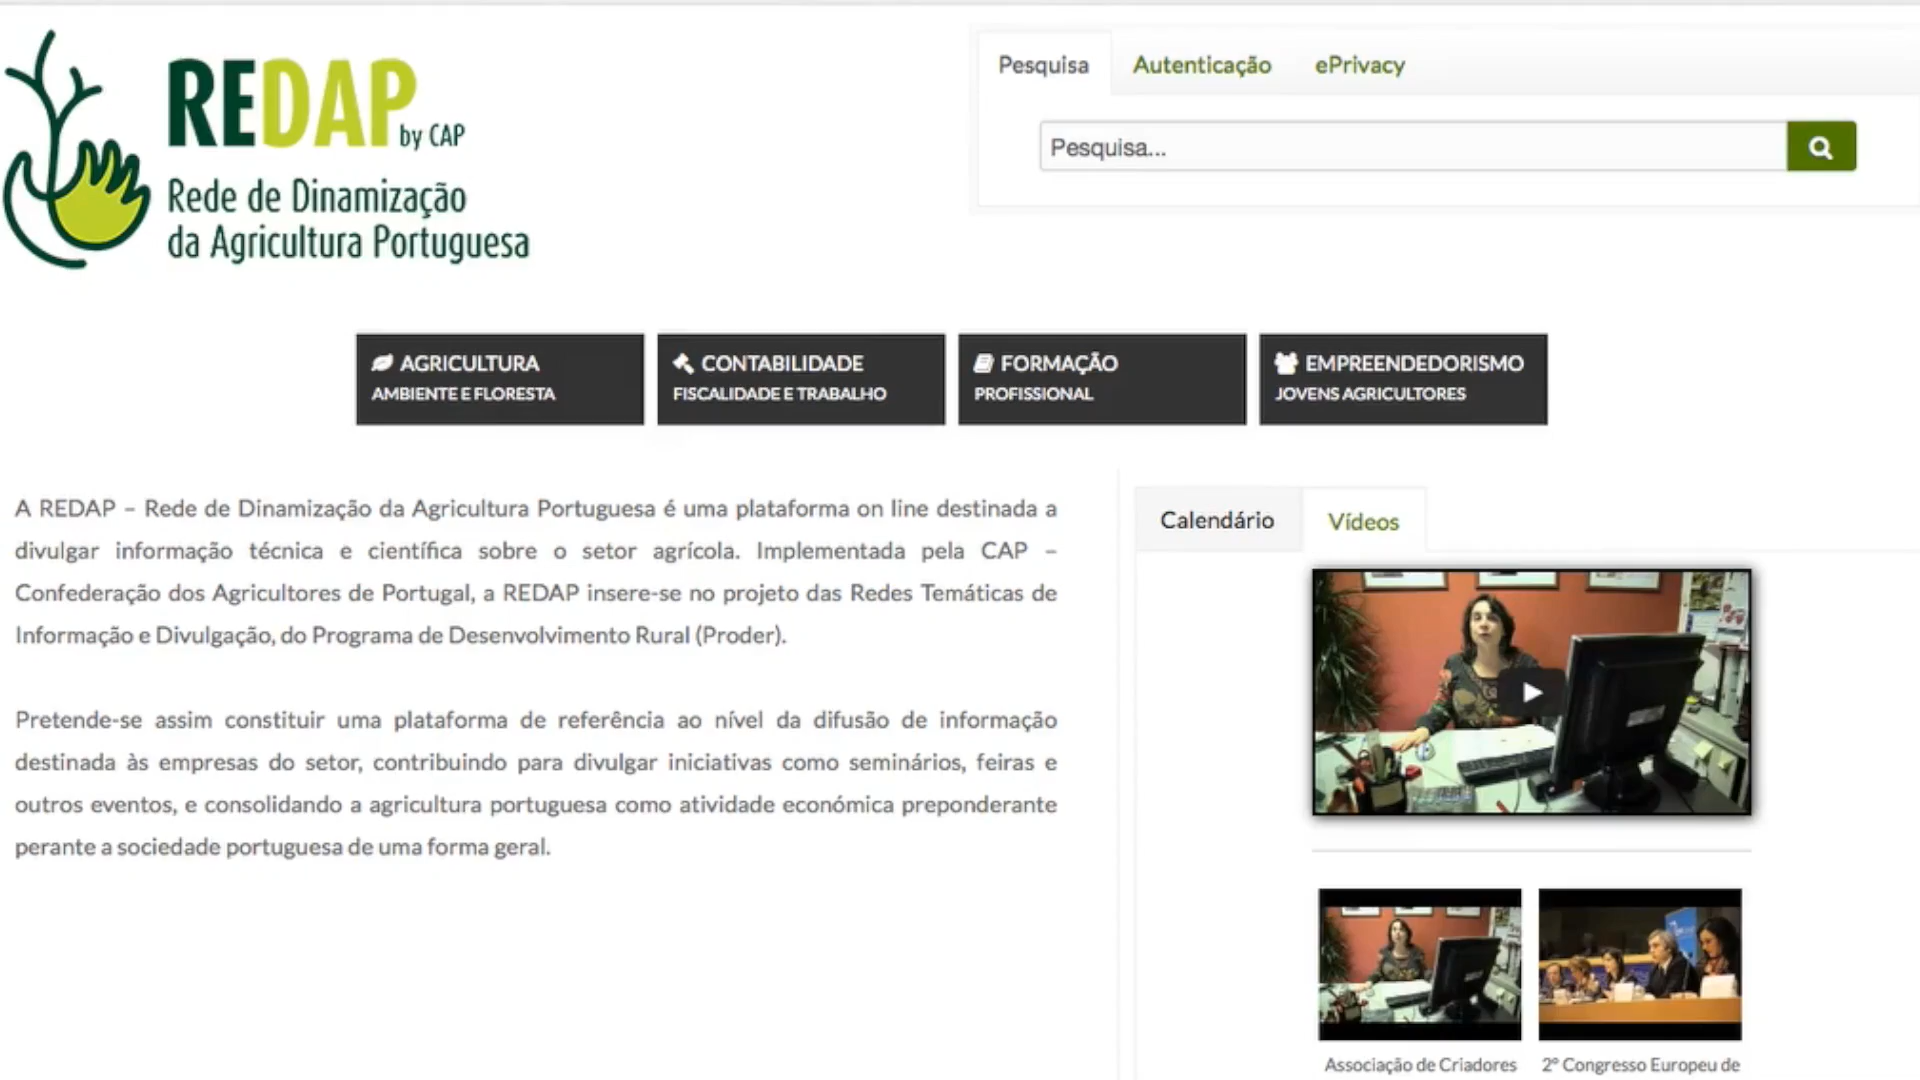 REDAP by CAP
Rede de Dinamização
da Agricultura Portuguesa
Pesquisa Autenticação ePrivacy
Pesquisa...
AGRICULTURA
AMBIENTE E FLORESTA
CONTABILIDADE
FISCALIDADE E TRABALHO
FORMAÇÃO
PROFISSIONAL
EMPREENDEDORISMO
JOVENS AGRICULTORES
A REDAP – Rede de Dinamização da Agricultura Portuguesa é uma plataforma on line destinada a
divulgar informação técnica e científica sobre o setor agrícola. Implementada pela CAP –
Confederação dos Agricultores de Portugal, a REDAP insere-se no projeto das Redes Temáticas de
Informação e Divulgação, do Programa de Desenvolvimento Rural (Proder).
Pretende-se assim constituir uma plataforma de referência ao nível da difusão de informação
destinada às empresas do setor, contribuindo para divulgar iniciativas como seminários, feiras e
outros eventos, e consolidando a agricultura portuguesa como atividade económica preponderante
perante a sociedade portuguesa de uma forma geral.
Calendário Vídeos
Associação de Criadores
2º Congresso Europeu de